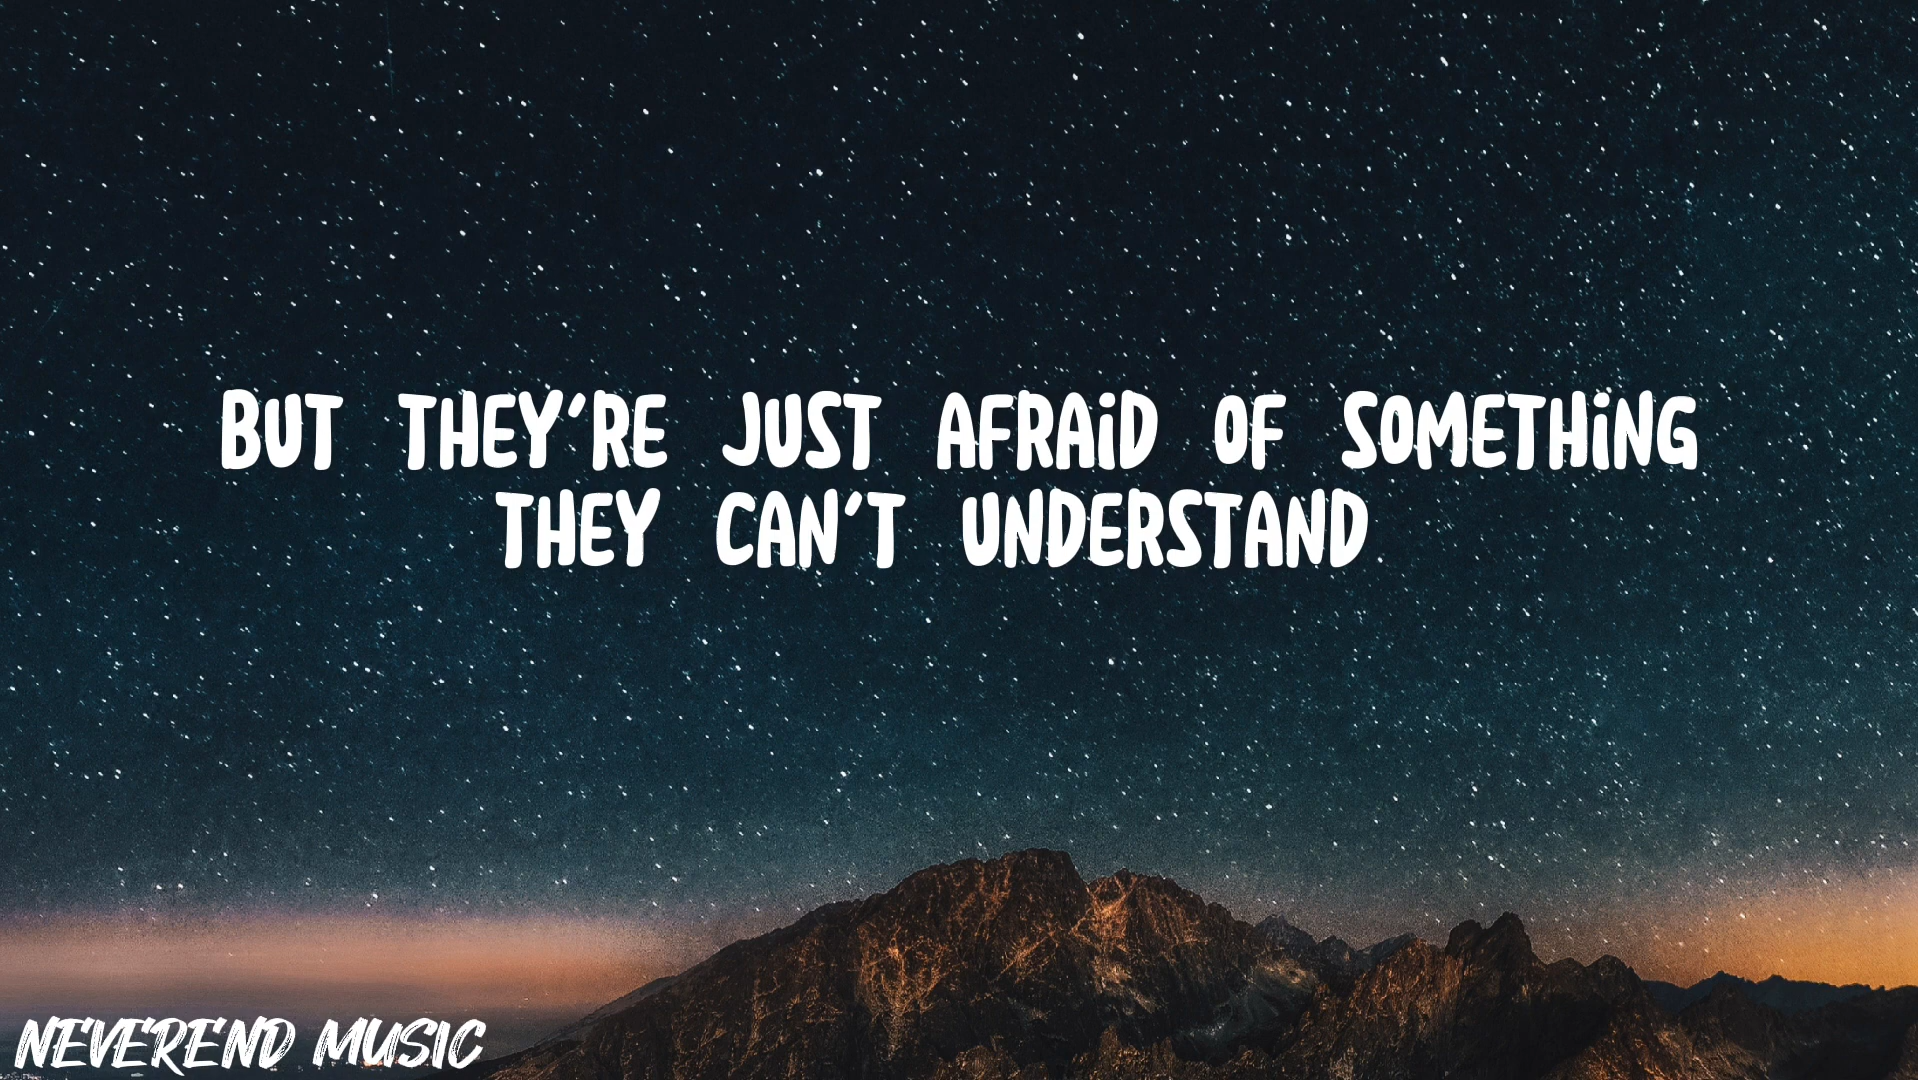 BUT THEY'RE JUST AFRAID OF SOMETHING
THEY CAN'T UNDERSTAND
NEVEREND MUSIC